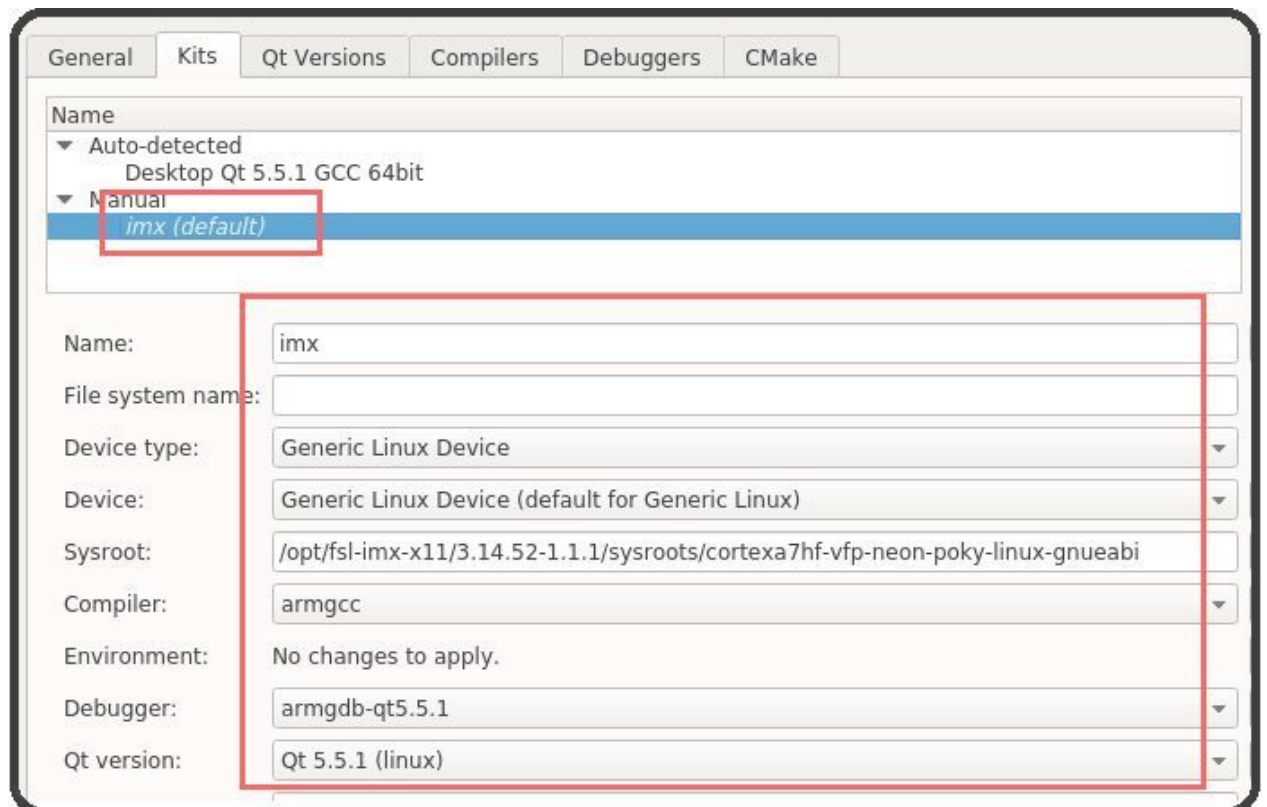 General Kits Qt Versions Compilers Debuggers CMake
Name
Auto-detected
Desktop Qt 5.5.1 GCC 64bit
Manual
imx (default)
Name: imx
File system name:
Device type: Generic Linux Device
Device: Generic Linux Device (default for Generic Linux)
Sysroot: /opt/fsl-imx-x11/3.14.52-1.1.1/sysroots/cortexa7hf-vfp-neon-poky-linux-gnueabi
Compiler: armgcc
Environment: No changes to apply.
Debugger: armgdb-qt5.5.1
Qt version: Qt 5.5.1 (linux)